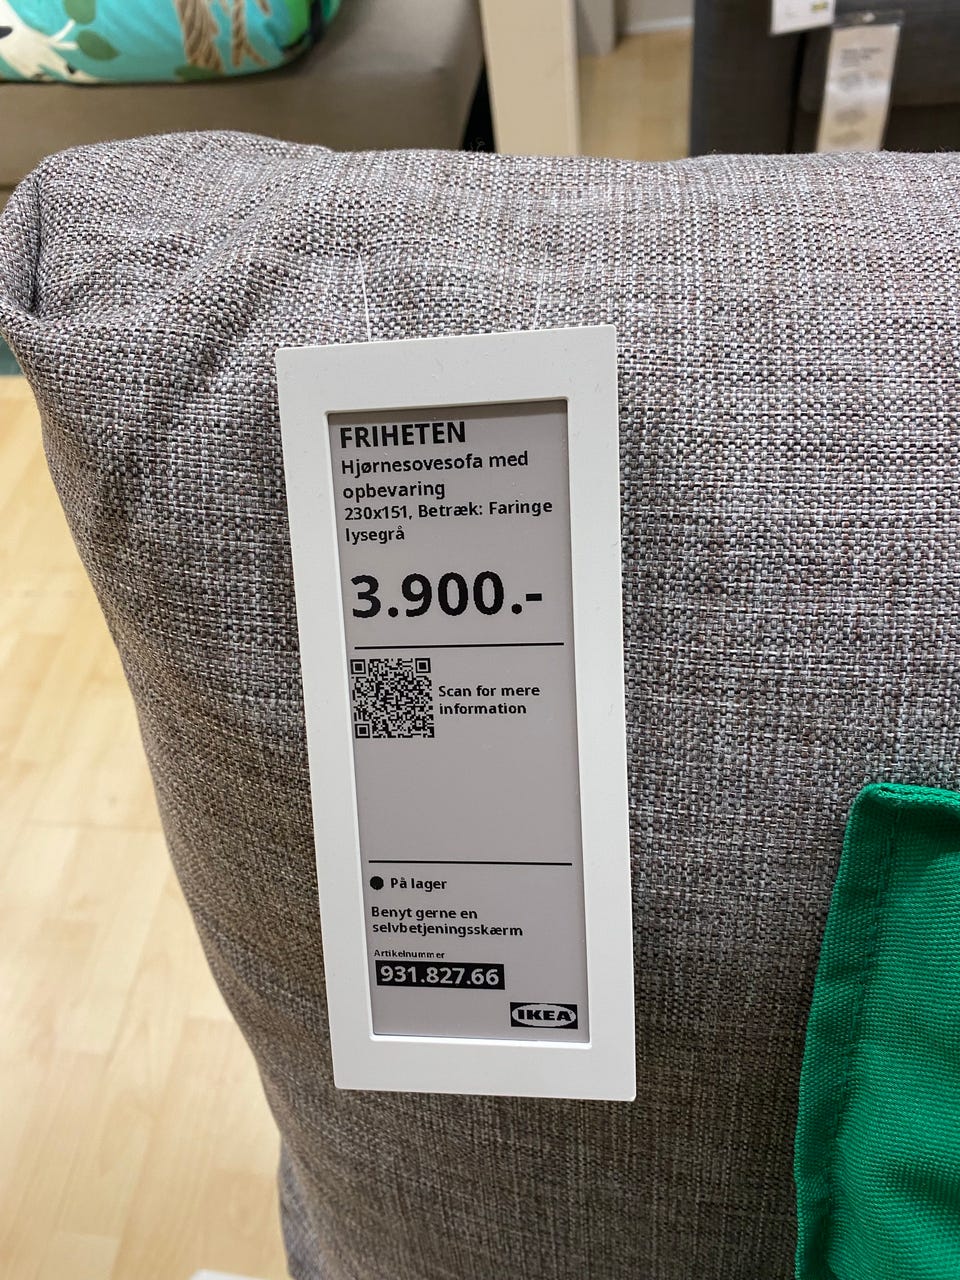 FRIHETEN
Hjørnesovesofa med
opbevaring
230x151, Betræk: Faringe
lysegrå
3.900.-
Scan for mere
information
På lager
Benyt gerne en
selvbetjeningsskærm
Artikelnummer
931.827.66
IKEA